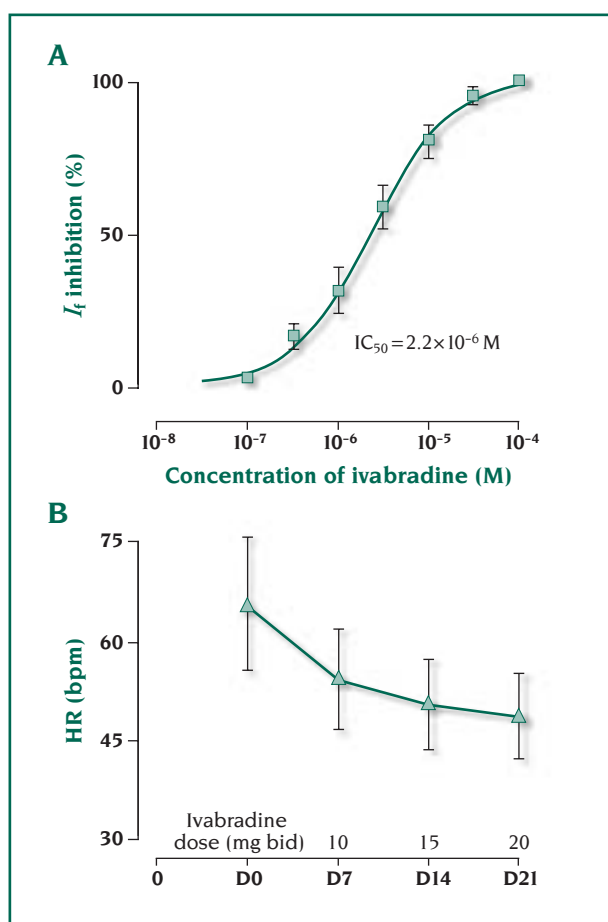 A
100
50
0
I_f inhibition (%)
IC₅₀ = 2.2×10⁻⁶ M
10⁻⁸ 10⁻⁷ 10⁻⁶ 10⁻⁵ 10⁻⁴
Concentration of ivabradine (M)
B
75
60
45
30
HR (bpm)
Ivabradine
dose (mg bid) 10 15 20
0 D0 D7 D14 D21